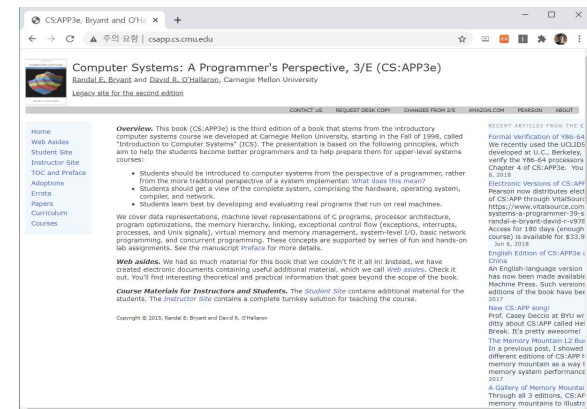 CS:APP3e, Bryant and O'Ha
주의 요함 | csapp.cs.cmu.edu
Computer Systems: A Programmer's Perspective, 3/E (CS:APP3e)
Randal E. Bryant and David R. O'Hallaron, Carnegie Mellon University
Legacy site for the second edition
CONTACT US REQUEST DESK COPY CHANGES FROM 2/E AMAZON.COM PEARSON ABOUT
Home
Web Asides
Student Site
Instructor Site
TOC and Preface
Adoptions
Errata
Papers
Curriculum
Courses
Overview. This book (CS:APP3e) is the third edition of a book that stems from the introductory
computer systems course we developed at Carnegie Mellon University, starting in the Fall of 1998, called
"Introduction to Computer Systems" (ICS). The presentation is based on the following principles, which
aim to help the students become better programmers and to help prepare them for upper-level systems
courses:
Students should be introduced to computer systems from the perspective of a programmer, rather
from the more traditional perspective of a system implementer. What does this mean?
Students should get a view of the complete system, comprising the hardware, operating system,
compiler, and network.
Students learn best by developing and evaluating real programs that run on real machines.
We cover data representations, machine level representations of C programs, processor architecture,
program optimizations, the memory hierarchy, linking, exceptional control flow (exceptions, interrupts,
processes, and Unix signals), virtual memory and memory management, system-level I/O, basic network
programming, and concurrent programming. These concepts are supported by series of fun and hands-on
lab assignments. See the manuscript Preface for more details.
Web asides. We had so much material for this book that we couldn't fit it all in! Instead, we have
created electronic documents containing useful additional material, which we call Web asides. Check it
out. You'll find interesting theoretical and practical information that goes beyond the scope of the book.
Course Materials for Instructors and Students. The Student Site contains additional material for the
students. The Instructor Site contains a complete turnkey solution for teaching the course.
Copyright © 2015, Randal E. Bryant and David R. O'Hallaron
RECENT ARTICLES FROM THE E
Formal Verification of Y86-64
We recently used the UCLID5
developed at U.C., Berkeley,
verify the Y86-64 processors
Chapter 4 of CS:APP3e. You
6, 2018
Electronic Versions of CS:APP
Pearson now distributes elect
of CS:APP through VitalSourc
https://www.vitalsource.com
systems-a-programmer-39-s
randal-e-bryant-david-r-v978
Access for 180 days (enough
course) is available for $33.9
Jun 6, 2018
English Edition of CS:APP3e a
China
An English-language version
has now been made available
Machine Press. Such versions
editions of the book have bee
2017
New CS:APP song!
Prof. Casey Deccio at BYU wr
ditty about CS:APP called Hel
Break. It's pretty awesome!
The Memory Mountain L2 Bu
In a previous post, I showed
different editions of CS:APP h
memory mountain as a way t
memory system performance
2017
A Gallery of Memory Mountai
Through all 3 editions, CS:AP
memory mountains to illustra